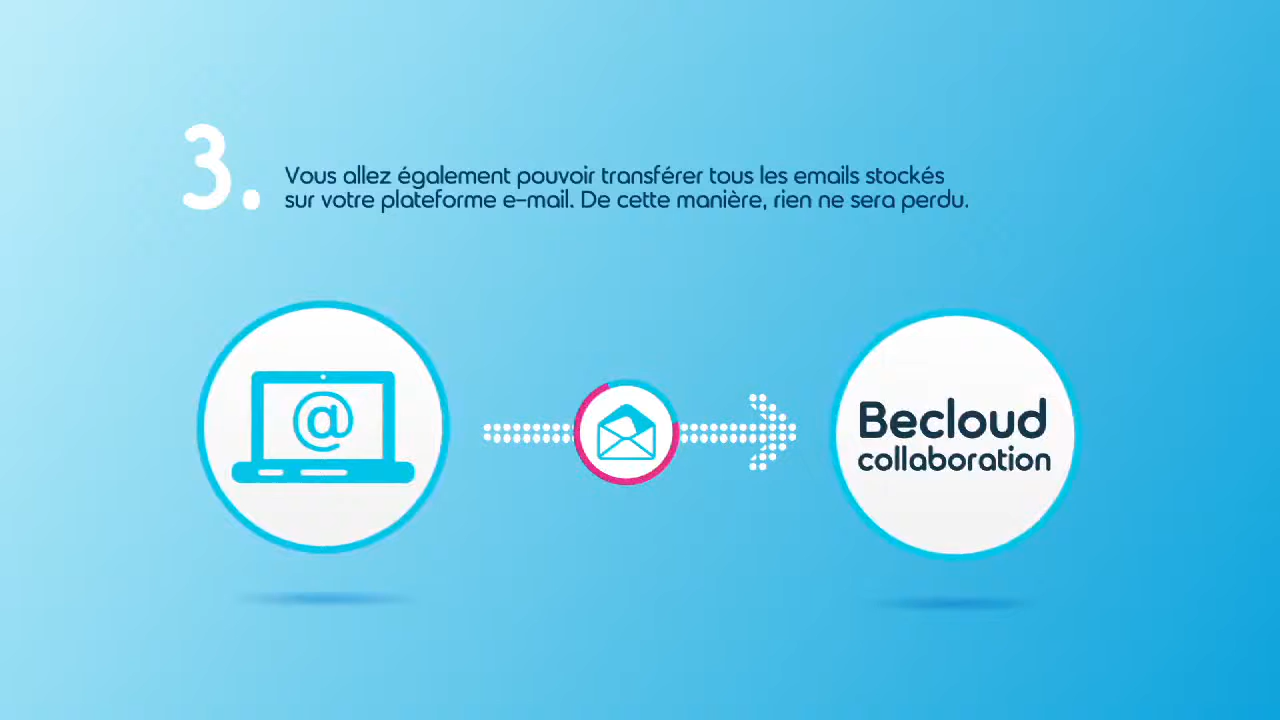 3.
Vous allez également pouvoir transférer tous les emails stockés
sur votre plateforme e-mail. De cette manière, rien ne sera perdu.
@
Becloud
collaboration